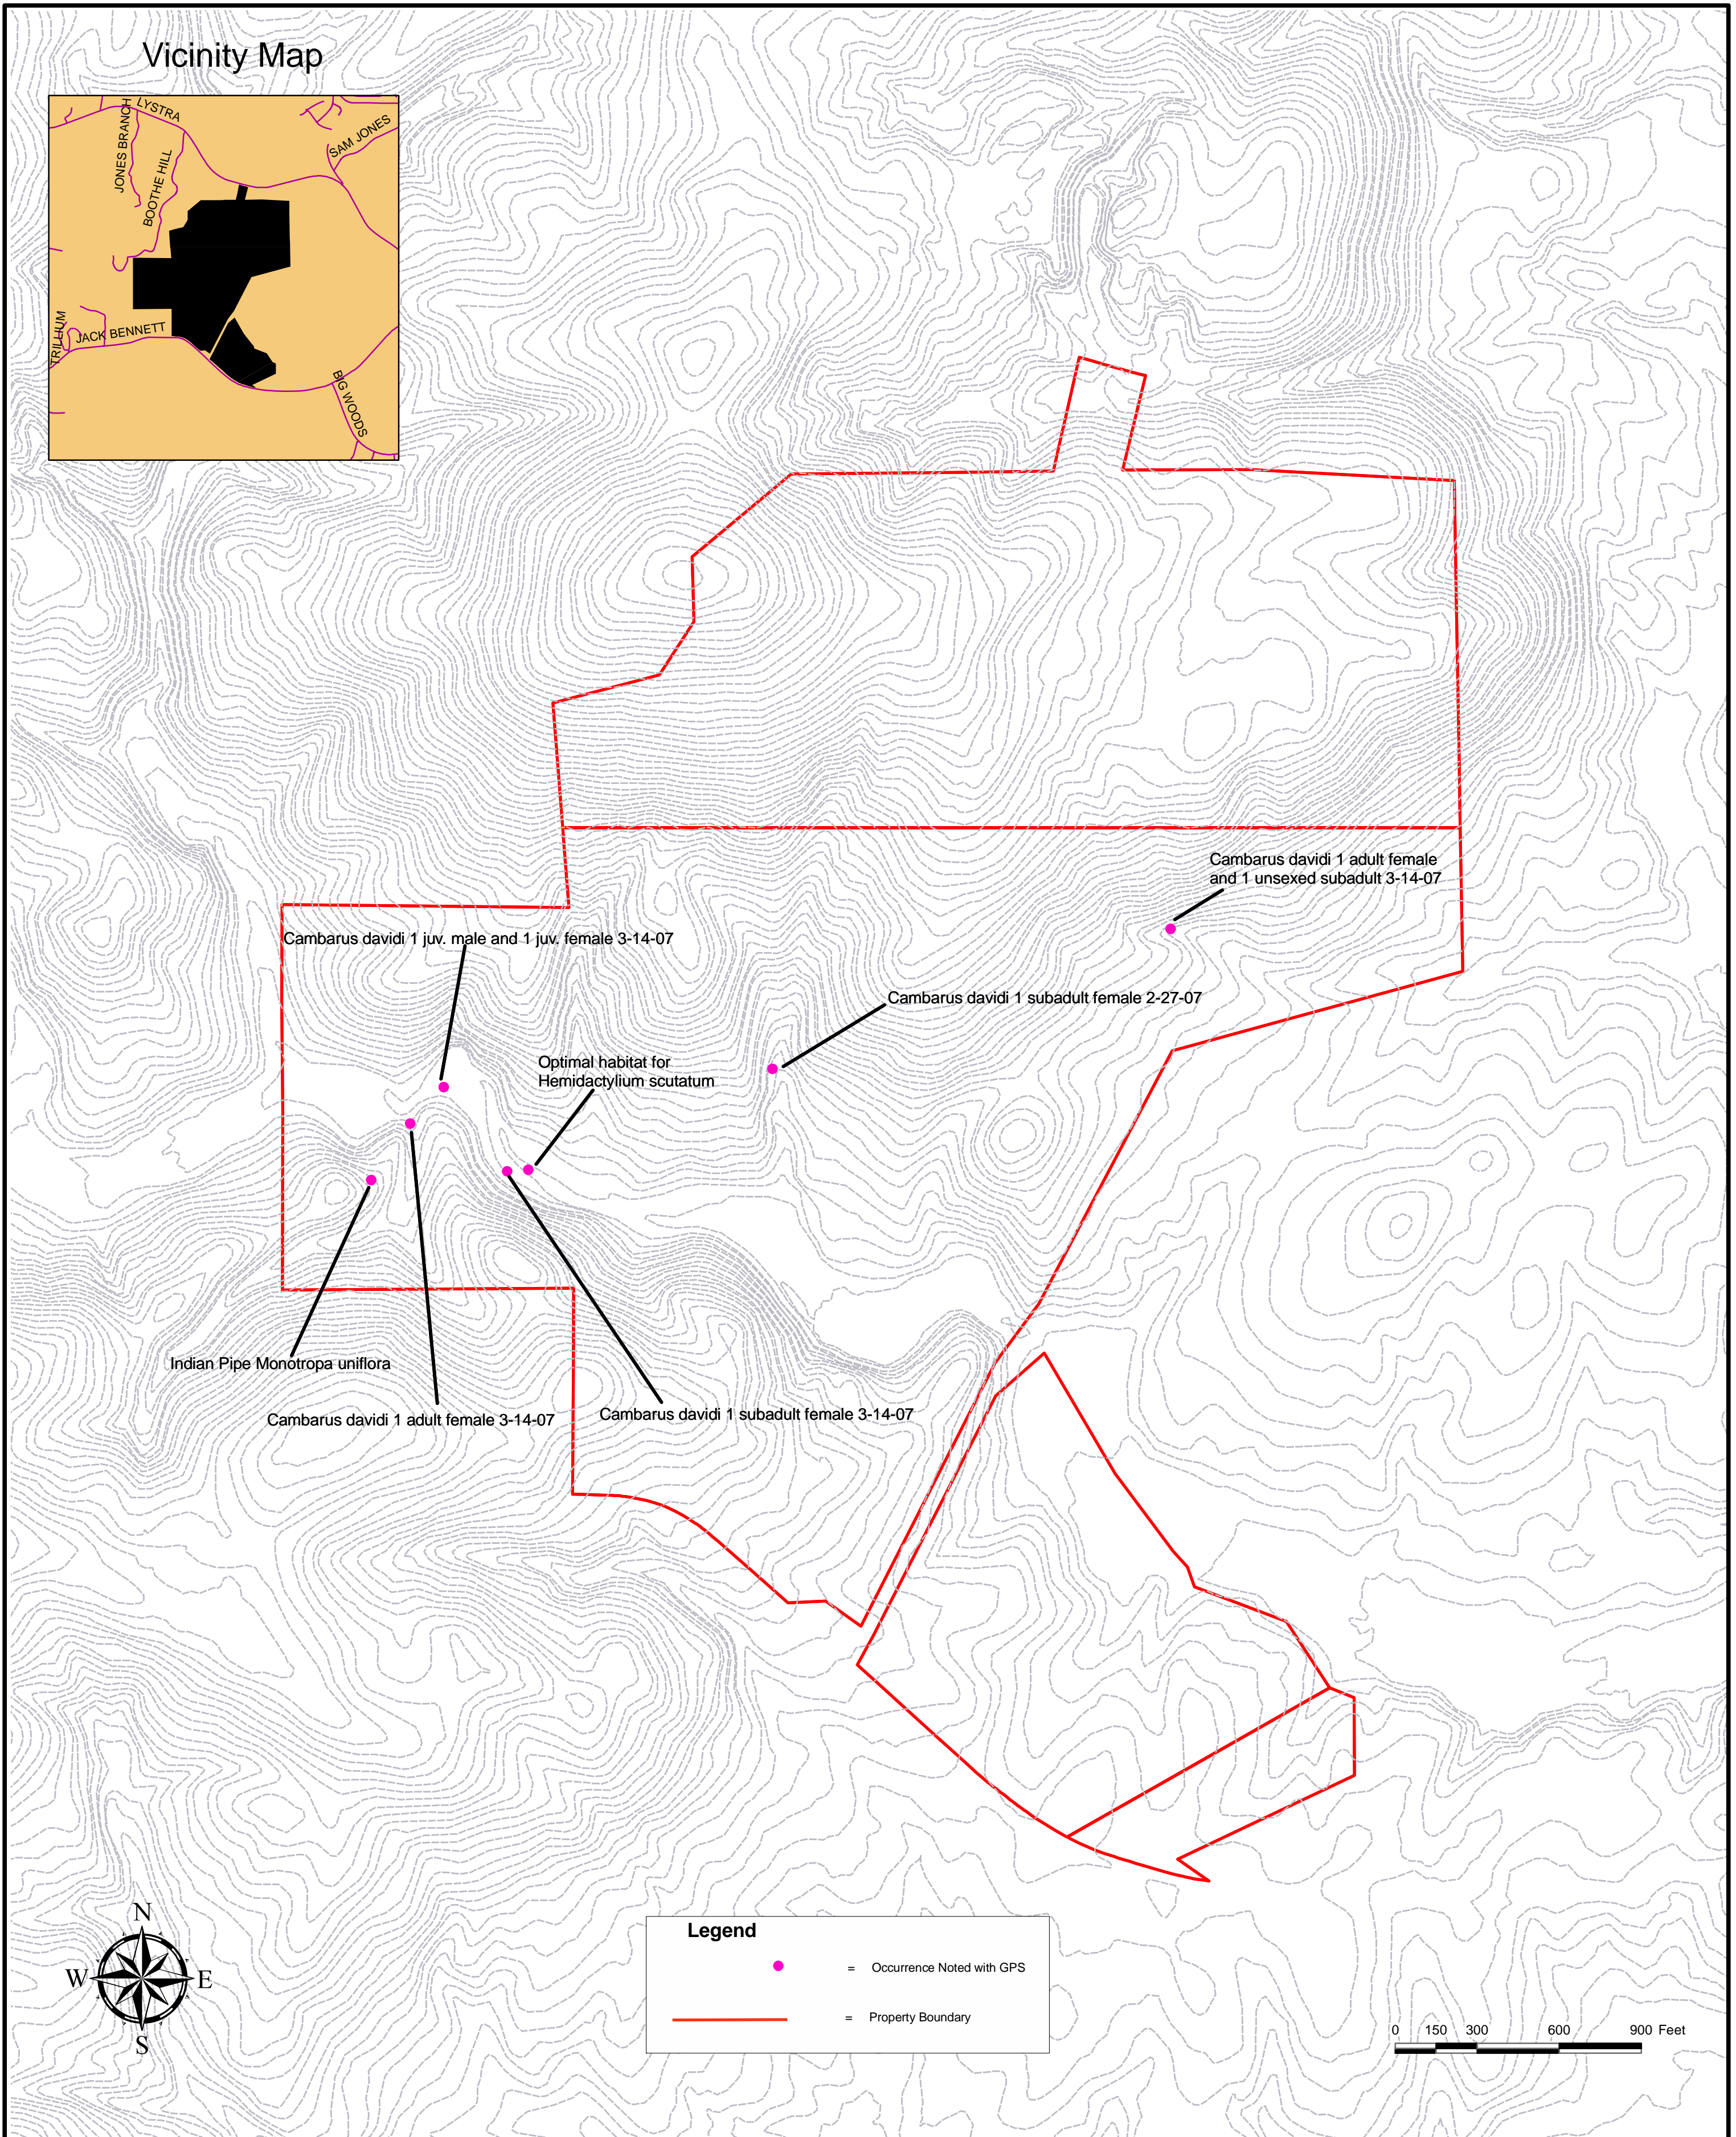 Vicinity Map
LYSTRA
JONES BRANCH
BOOTHE HILL
SAM JONES
TRILLIUM
JACK BENNETT
BIG WOODS
Cambarus davidi 1 adult female
and 1 unsexed subadult 3-14-07
Cambarus davidi 1 juv. male and 1 juv. female 3-14-07
Cambarus davidi 1 subadult female 2-27-07
Optimal habitat for
Hemidactylium scutatum
Indian Pipe Monotropa uniflora
Cambarus davidi 1 adult female 3-14-07
Cambarus davidi 1 subadult female 3-14-07
N
W E
S
Legend
= Occurrence Noted with GPS
= Property Boundary
0 150 300 600 900 Feet